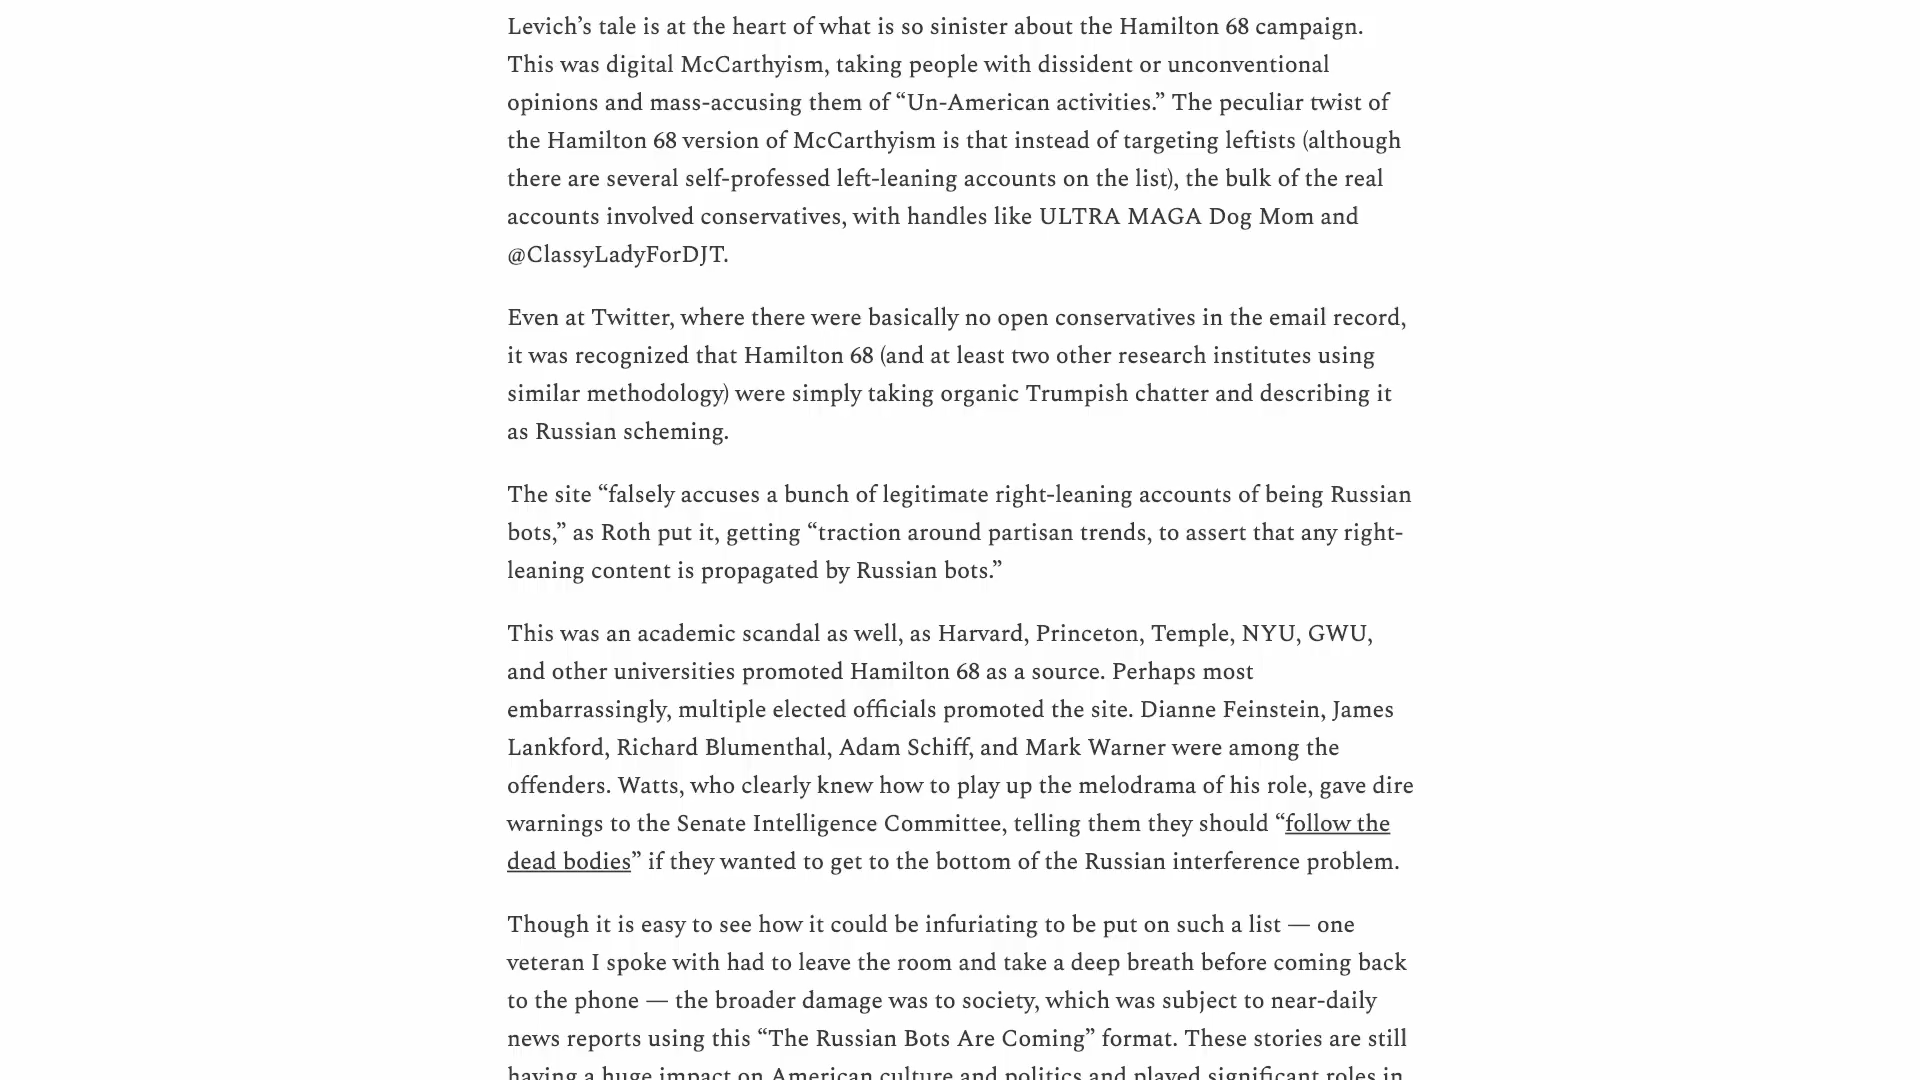 Levich’s tale is at the heart of what is so sinister about the Hamilton 68 campaign.
This was digital McCarthyism, taking people with dissident or unconventional
opinions and mass-accusing them of “Un-American activities.” The peculiar twist of
the Hamilton 68 version of McCarthyism is that instead of targeting leftists (although
there are several self-professed left-leaning accounts on the list), the bulk of the real
accounts involved conservatives, with handles like ULTRA MAGA Dog Mom and
@ClassyLadyForDJT.
Even at Twitter, where there were basically no open conservatives in the email record,
it was recognized that Hamilton 68 (and at least two other research institutes using
similar methodology) were simply taking organic Trumpish chatter and describing it
as Russian scheming.
The site “falsely accuses a bunch of legitimate right-leaning accounts of being Russian
bots,” as Roth put it, getting “traction around partisan trends, to assert that any right-
leaning content is propagated by Russian bots.”
This was an academic scandal as well, as Harvard, Princeton, Temple, NYU, GWU,
and other universities promoted Hamilton 68 as a source. Perhaps most
embarrassingly, multiple elected officials promoted the site. Dianne Feinstein, James
Lankford, Richard Blumenthal, Adam Schiff, and Mark Warner were among the
offenders. Watts, who clearly knew how to play up the melodrama of his role, gave dire
warnings to the Senate Intelligence Committee, telling them they should “follow the
dead bodies” if they wanted to get to the bottom of the Russian interference problem.
Though it is easy to see how it could be infuriating to be put on such a list — one
veteran I spoke with had to leave the room and take a deep breath before coming back
to the phone — the broader damage was to society, which was subject to near-daily
news reports using this “The Russian Bots Are Coming” format. These stories are still
having a huge impact on American culture and politics and played significant roles in